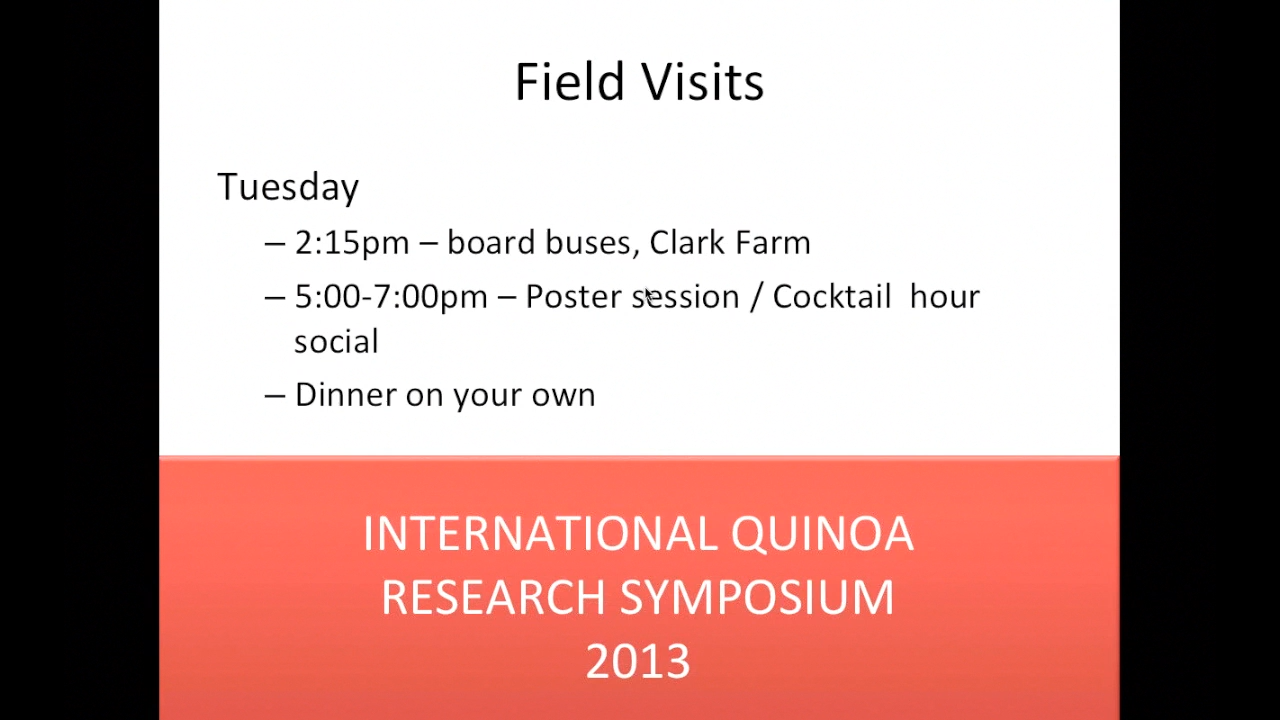 Field Visits
Tuesday
– 2:15pm – board buses, Clark Farm
– 5:00-7:00pm – Poster session / Cocktail  hour
social
– Dinner on your own
INTERNATIONAL QUINOA
RESEARCH SYMPOSIUM
2013